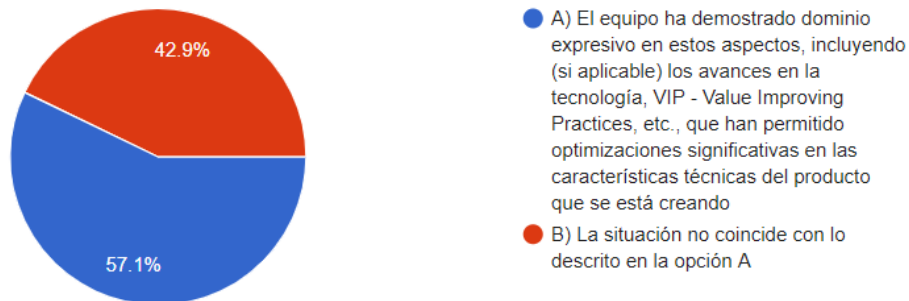 42.9%
57.1%
A) El equipo ha demostrado dominio
expresivo en estos aspectos, incluyendo
(si aplicable) los avances en la
tecnología, VIP - Value Improving
Practices, etc., que han permitido
optimizaciones significativas en las
características técnicas del producto
que se está creando
B) La situación no coincide con lo
descrito en la opción A